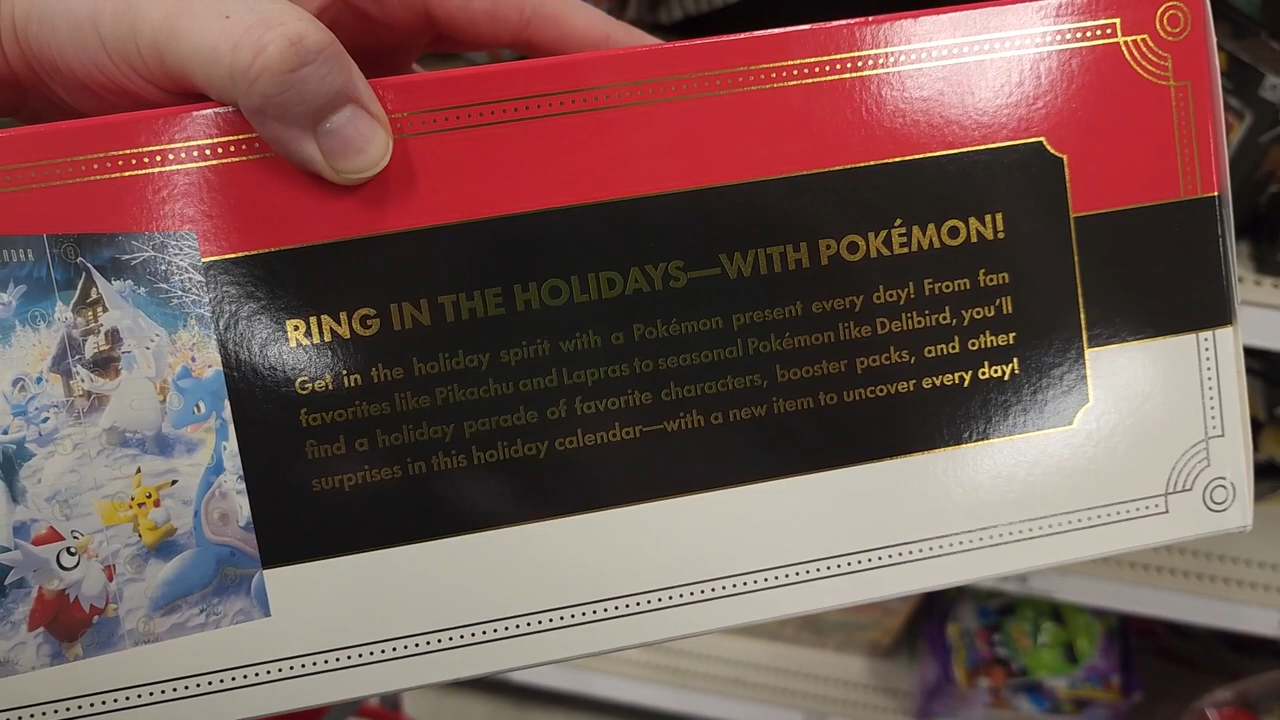 RING IN THE HOLIDAYS—WITH POKÉMON!
Get in the holiday spirit with a Pokémon present every day! From fan
favorites like Pikachu and Lapras to seasonal Pokémon like Delibird, you'll
find a holiday parade of favorite characters, booster packs, and other
surprises in this holiday calendar—with a new item to uncover every day!